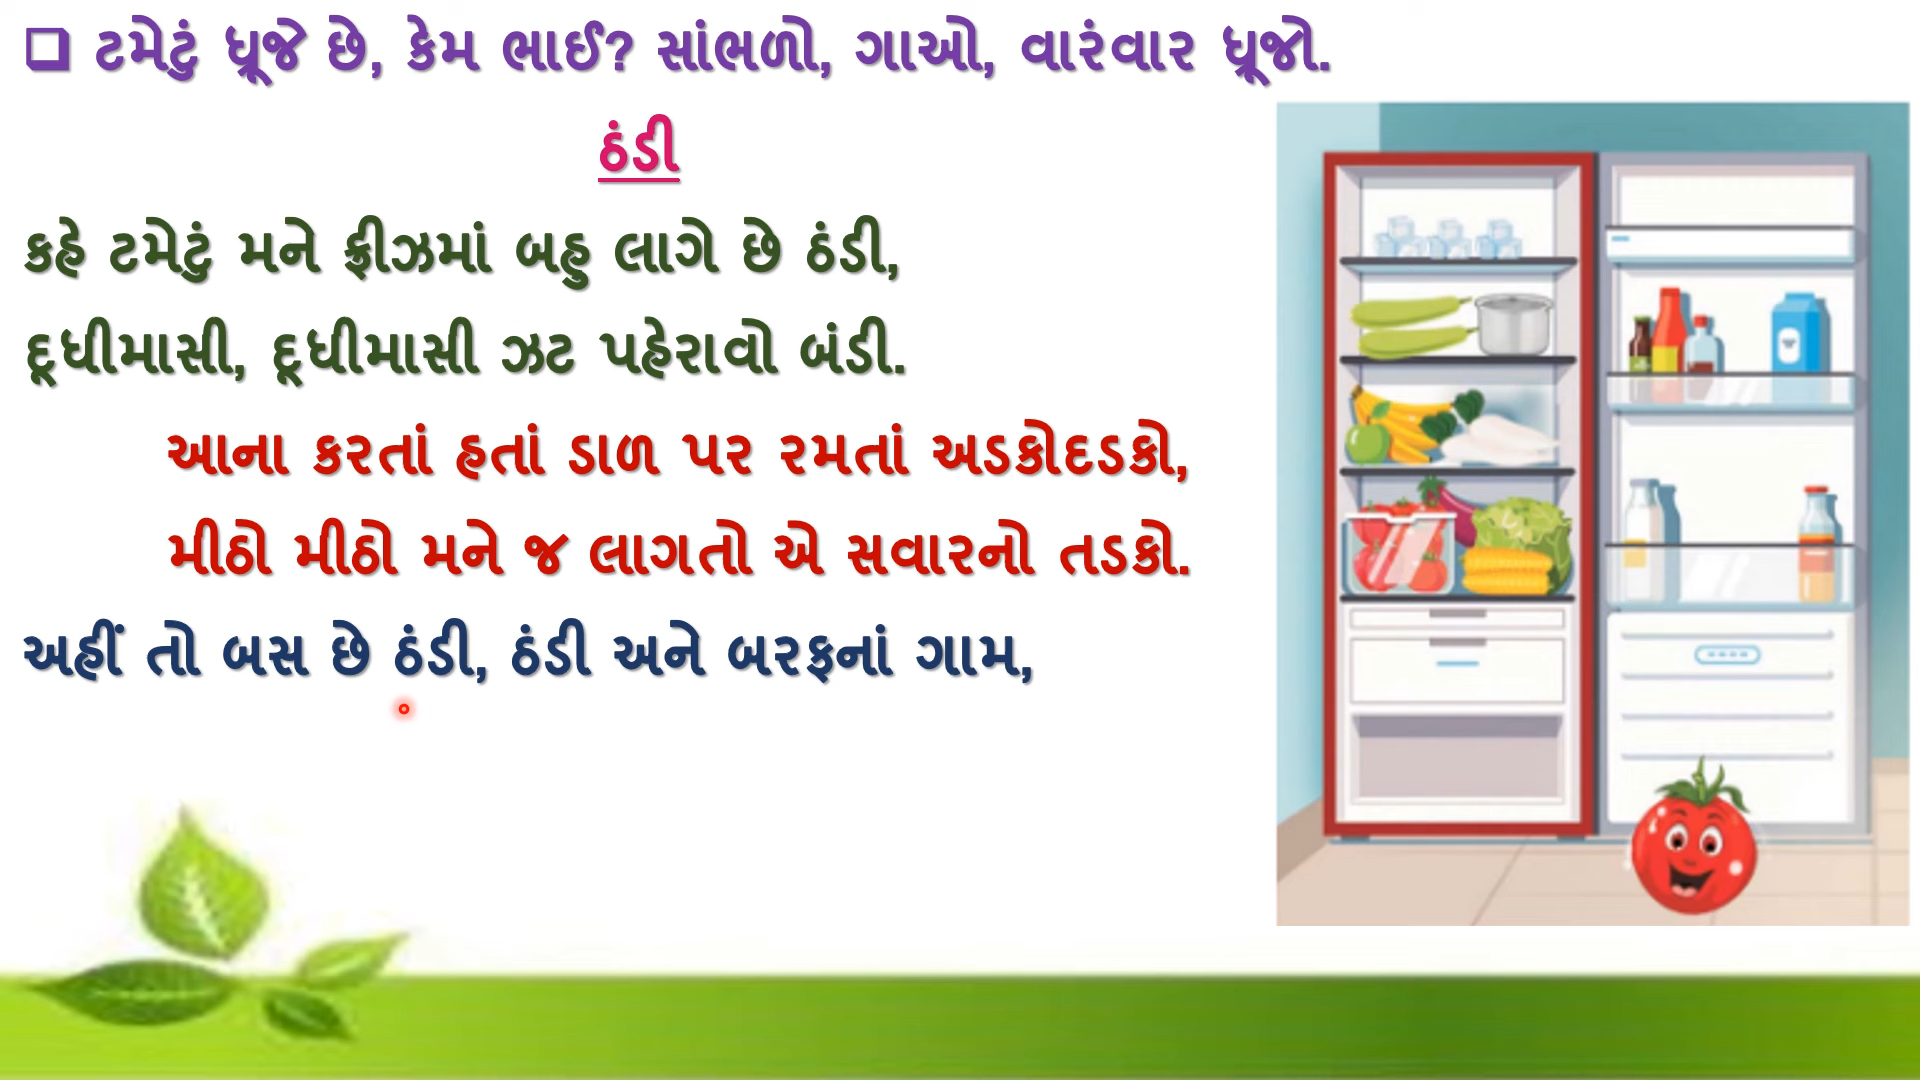 ❑ ટમેટું ધ્રૂજે છે, કેમ ભાઈ? સાંભળો, ગાઓ, વારંવાર ધ્રૂજો.
ઠંડી
કહે ટમેટું મને ફ્રીઝમાં બહુ લાગે છે ઠંડી,
દૂધીમાસી, દૂધીમાસી ઝટ પહેરાવો બંડી.
આના કરતાં હતાં ડાળ પર રમતાં અડકોદડકો,
મીઠો મીઠો મને જ લાગતો એ સવારનો તડકો.
અહીં તો બસ છે ઠંડી, ઠંડી અને બરફનાં ગામ,